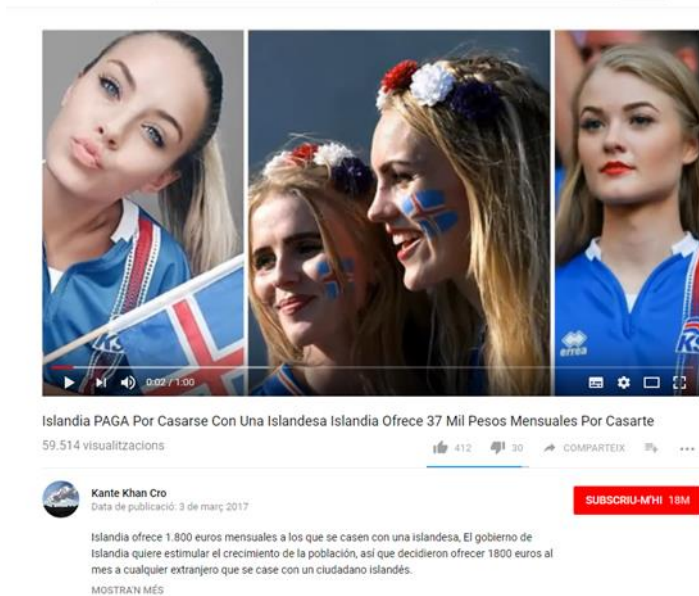 errea
KS
KS
0:02 / 1:00
Islandia PAGA Por Casarse Con Una Islandesa Islandia Ofrece 37 Mil Pesos Mensuales Por Casarte
59.514 visualitzacions
412 30 COMPARTEIX
Kante Khan Cro
Data de publicació: 3 de març 2017
SUBSCRIU-M'HI 18M
Islandia ofrece 1.800 euros mensuales a los que se casen con una islandesa, El gobierno de
Islandia quiere estimular el crecimiento de la población, así que decidieron ofrecer 1800 euros al
mes a cualquier extranjero que se case con un ciudadano islandés.
MOSTRA'N MÉS